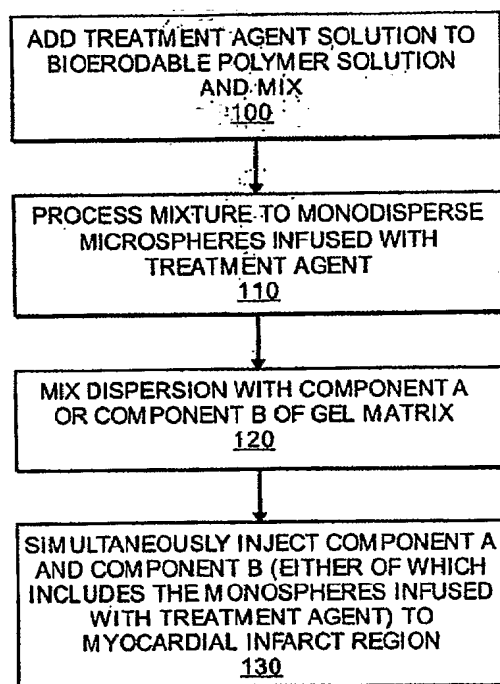 ADD TREATMENT AGENT SOLUTION TO
BIOERODABLE POLYMER SOLUTION
AND MIX
100
PROCESS MIXTURE TO MONODISPERSE
MICROSPHERES INFUSED WITH
TREATMENT AGENT
110
MIX DISPERSION WITH COMPONENT A
OR COMPONENT B OF GEL MATRIX
120
SIMULTANEOUSLY INJECT COMPONENT A
AND COMPONENT B (EITHER OF WHICH
INCLUDES THE MONOSPHERES INFUSED
WITH TREATMENT AGENT) TO
MYOCARDIAL INFARCT REGION
130